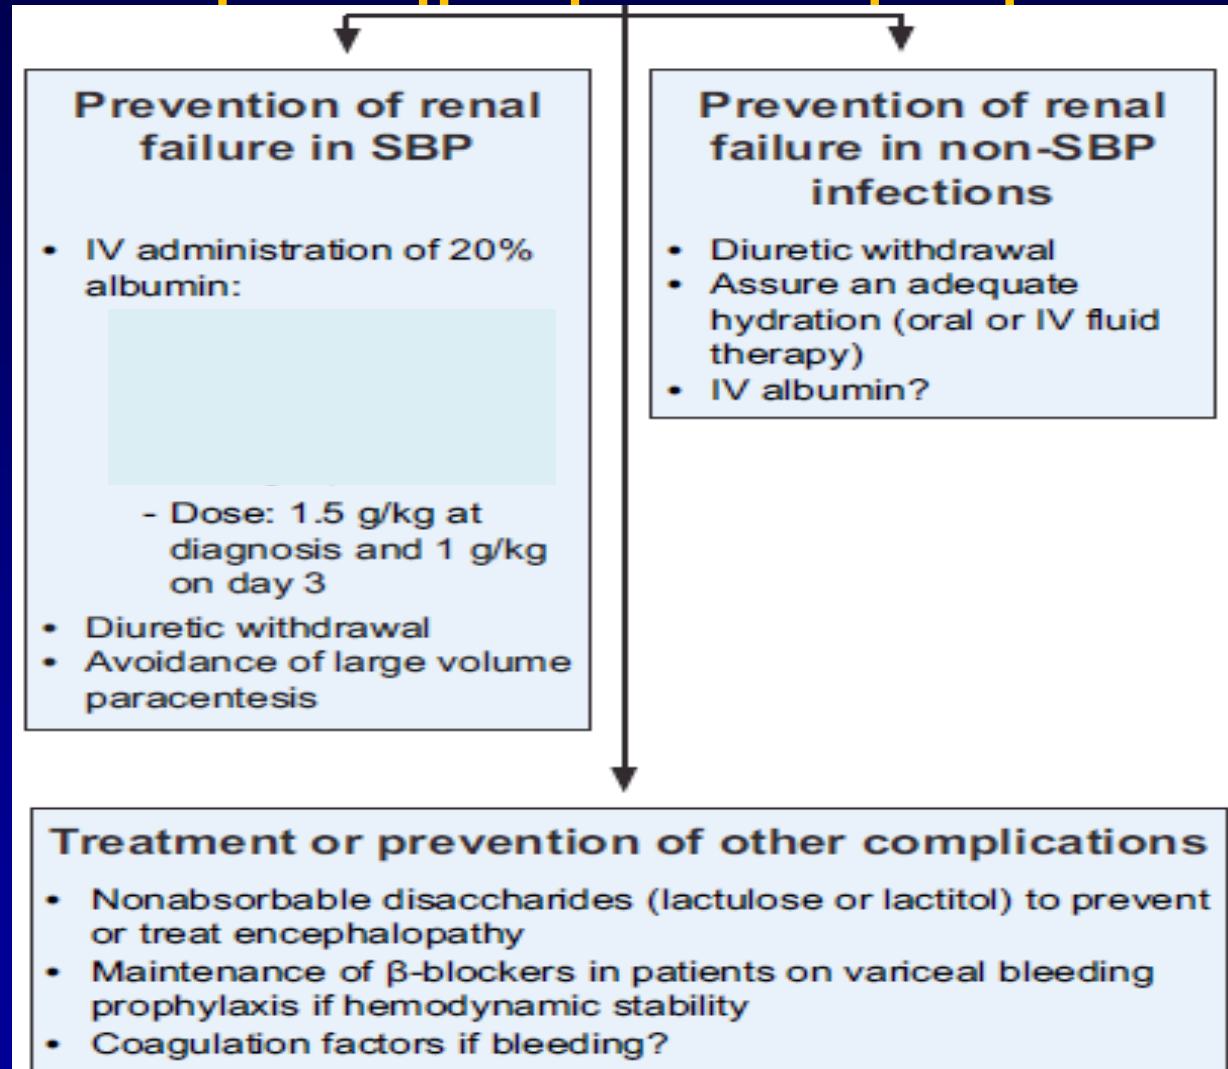 Prevention of renal
failure in SBP
• IV administration of 20%
albumin:
- Dose: 1.5 g/kg at
diagnosis and 1 g/kg
on day 3
• Diuretic withdrawal
• Avoidance of large volume
paracentesis
Prevention of renal
failure in non-SBP
infections
• Diuretic withdrawal
• Assure an adequate
hydration (oral or IV fluid
therapy)
• IV albumin?
Treatment or prevention of other complications
• Nonabsorbable disaccharides (lactulose or lactitol) to prevent
or treat encephalopathy
• Maintenance of β-blockers in patients on variceal bleeding
prophylaxis if hemodynamic stability
• Coagulation factors if bleeding?